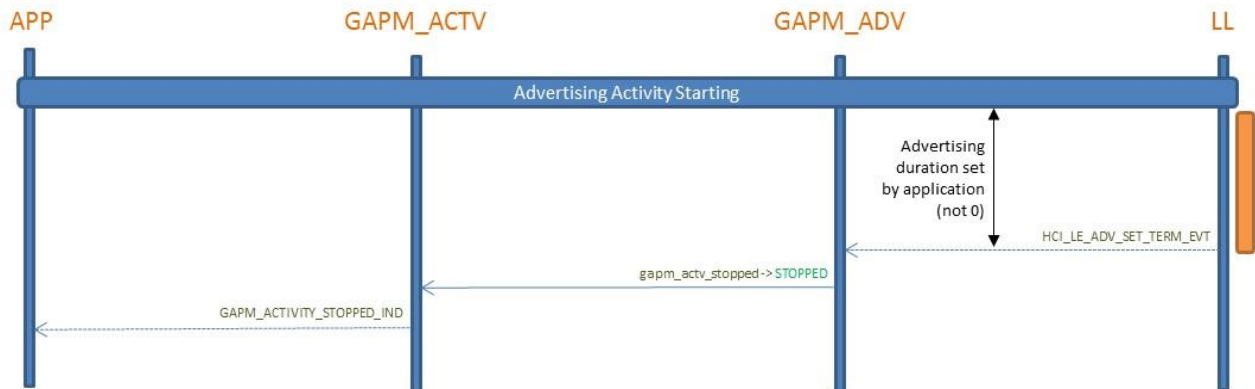 APP GAPM_ACTV GAPM_ADV LL
Advertising Activity Starting
Advertising
duration set
by application
(not 0)
HCI_LE_ADV_SET_TERM_EVT
gapm_actv_stopped-> STOPPED
GAPM_ACTIVITY_STOPPED_IND